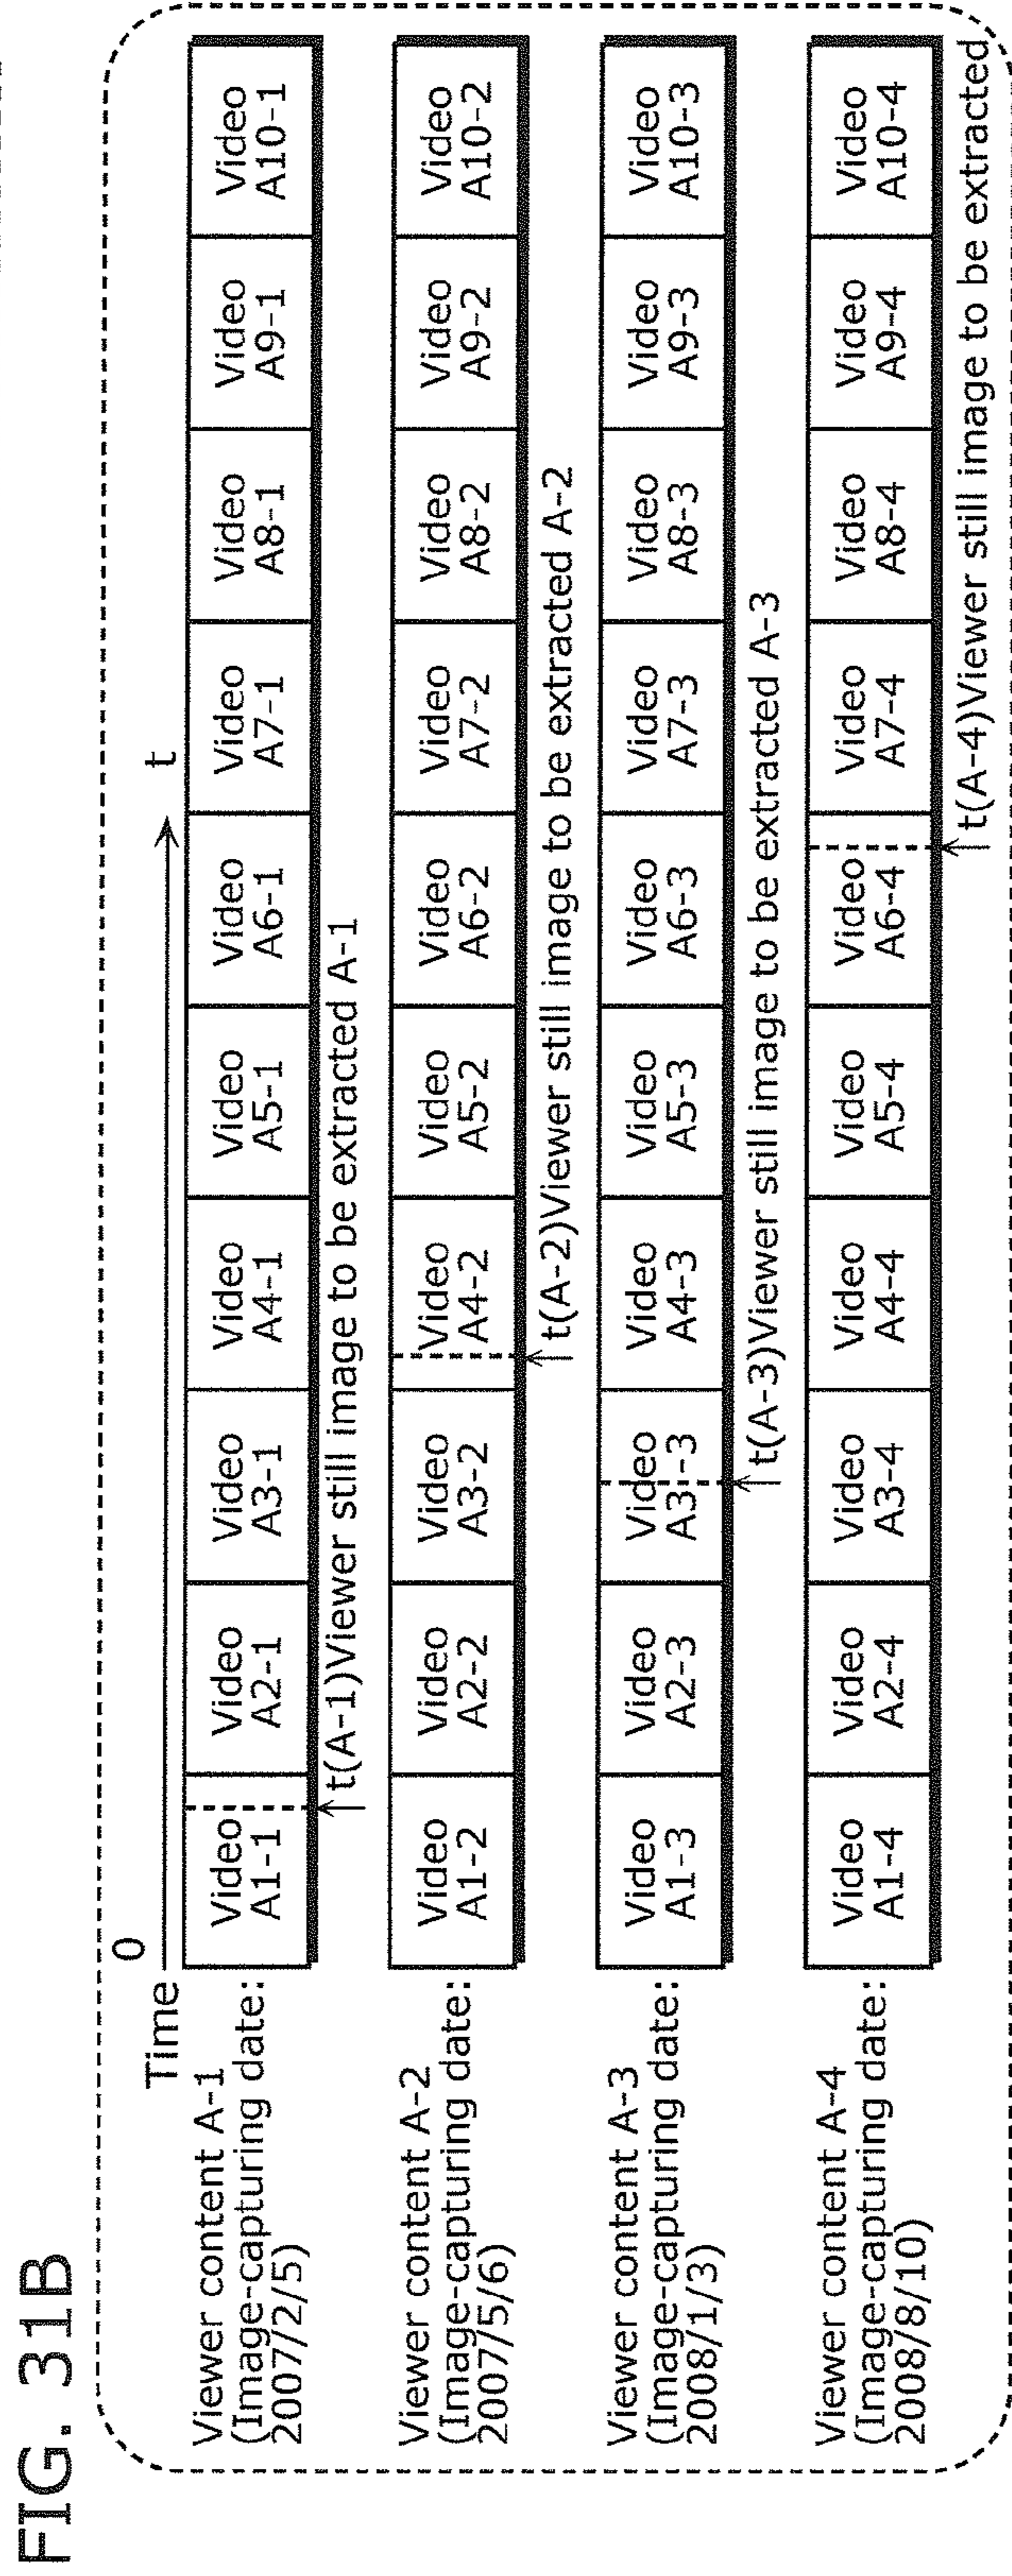 FIG. 31B
Time
0
t
Viewer content A-1
(Image-capturing date:
2007/2/5)
Video
A1-1
Video
A2-1
Video
A3-1
Video
A4-1
Video
A5-1
Video
A6-1
Video
A7-1
Video
A8-1
Video
A9-1
Video
A10-1
t(A-1)Viewer still image to be extracted A-1
Viewer content A-2
(Image-capturing date:
2007/5/6)
Video
A1-2
Video
A2-2
Video
A3-2
Video
A4-2
Video
A5-2
Video
A6-2
Video
A7-2
Video
A8-2
Video
A9-2
Video
A10-2
t(A-2)Viewer still image to be extracted A-2
Viewer content A-3
(Image-capturing date:
2008/1/3)
Video
A1-3
Video
A2-3
Video
A3-3
Video
A4-3
Video
A5-3
Video
A6-3
Video
A7-3
Video
A8-3
Video
A9-3
Video
A10-3
t(A-3)Viewer still image to be extracted A-3
Viewer content A-4
(Image-capturing date:
2008/8/10)
Video
A1-4
Video
A2-4
Video
A3-4
Video
A4-4
Video
A5-4
Video
A6-4
Video
A7-4
Video
A8-4
Video
A9-4
Video
A10-4
t(A-4)Viewer still image to be extracted